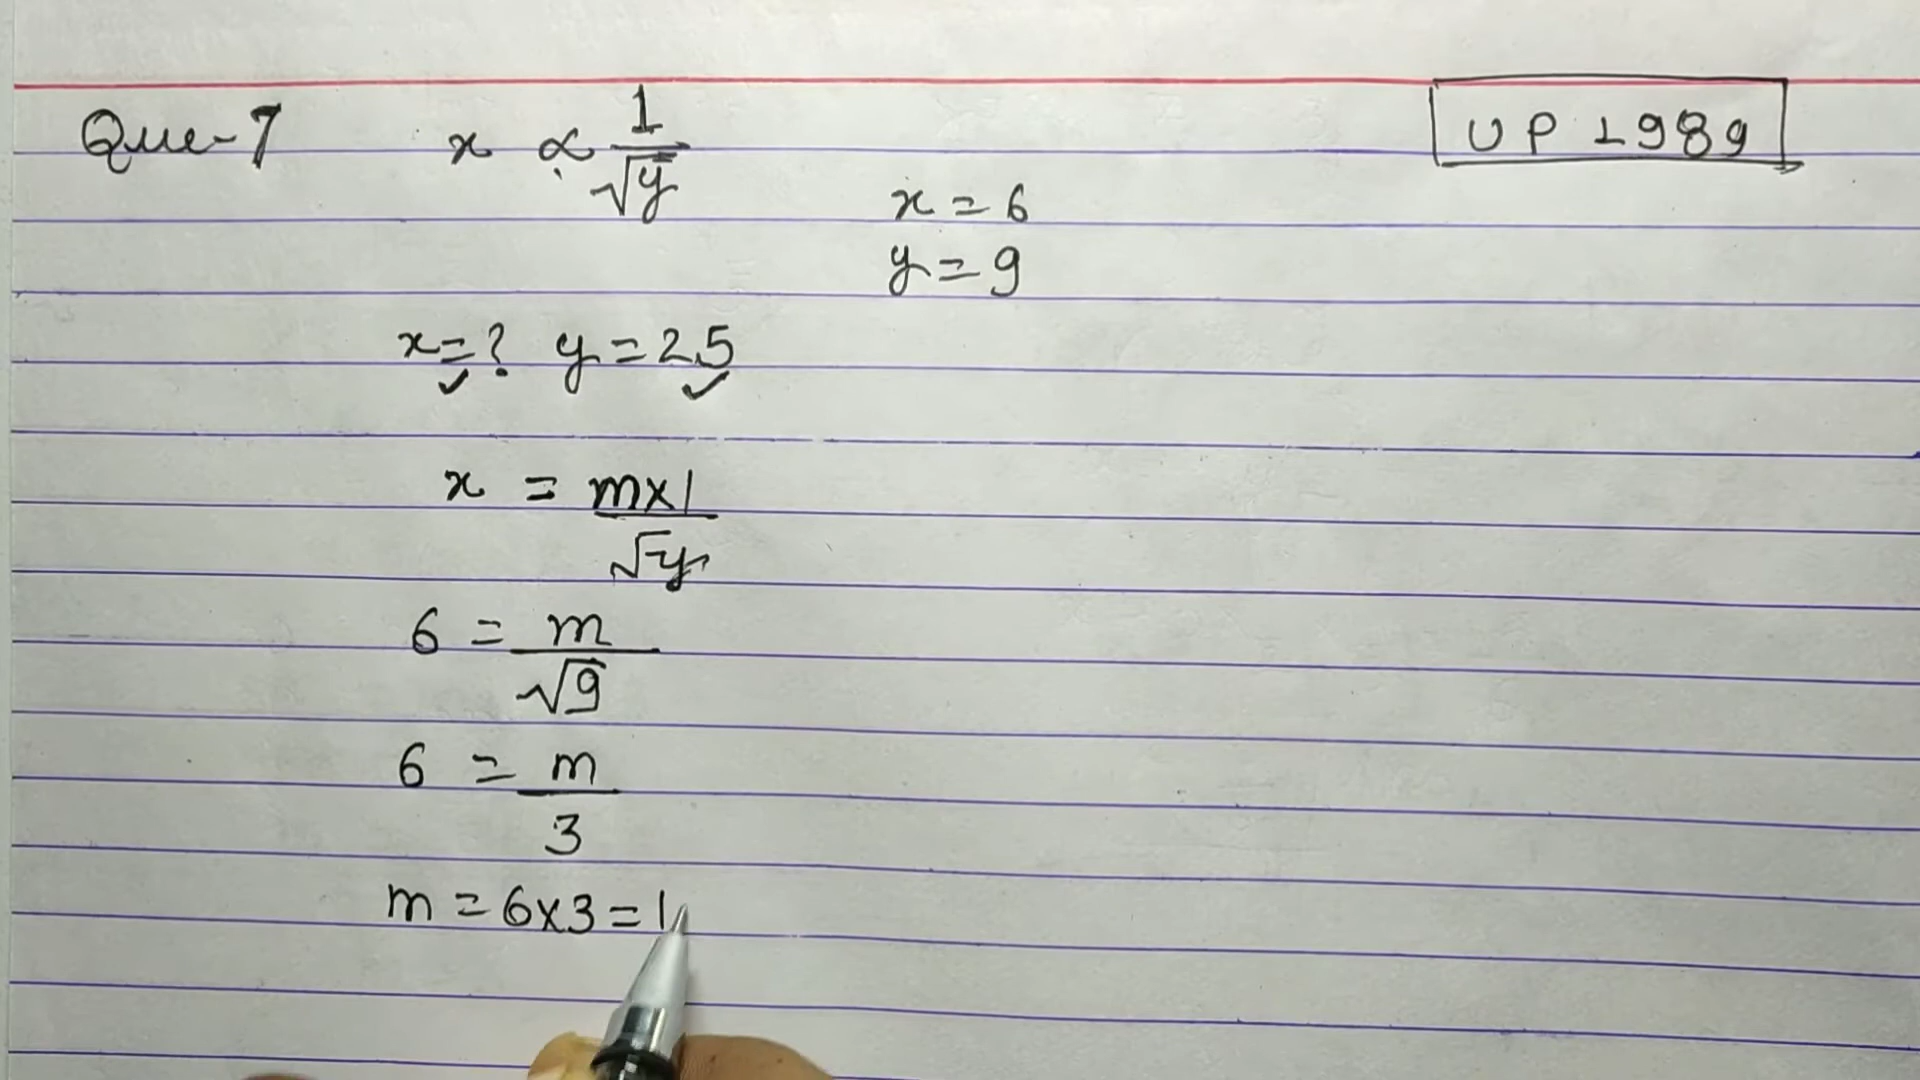 Que-7 x ∝ 1/√y
UP 1989
x = 6
y = 9
x = ? y = 25
x = m×1/√y
6 = m/√9
6 = m/3
m = 6×3 = 1